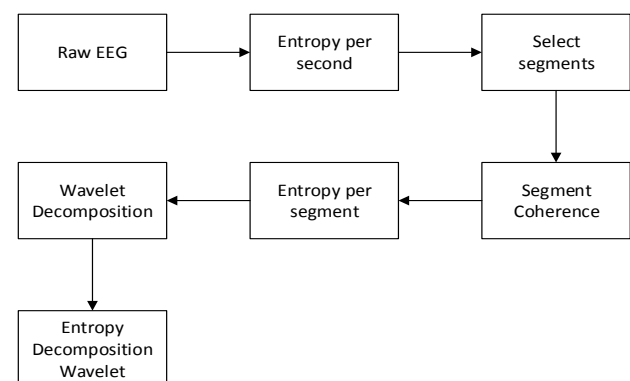 Raw EEG
Entropy per
second
Select
segments
Wavelet
Decomposition
Entropy per
segment
Segment
Coherence
Entropy
Decomposition
Wavelet